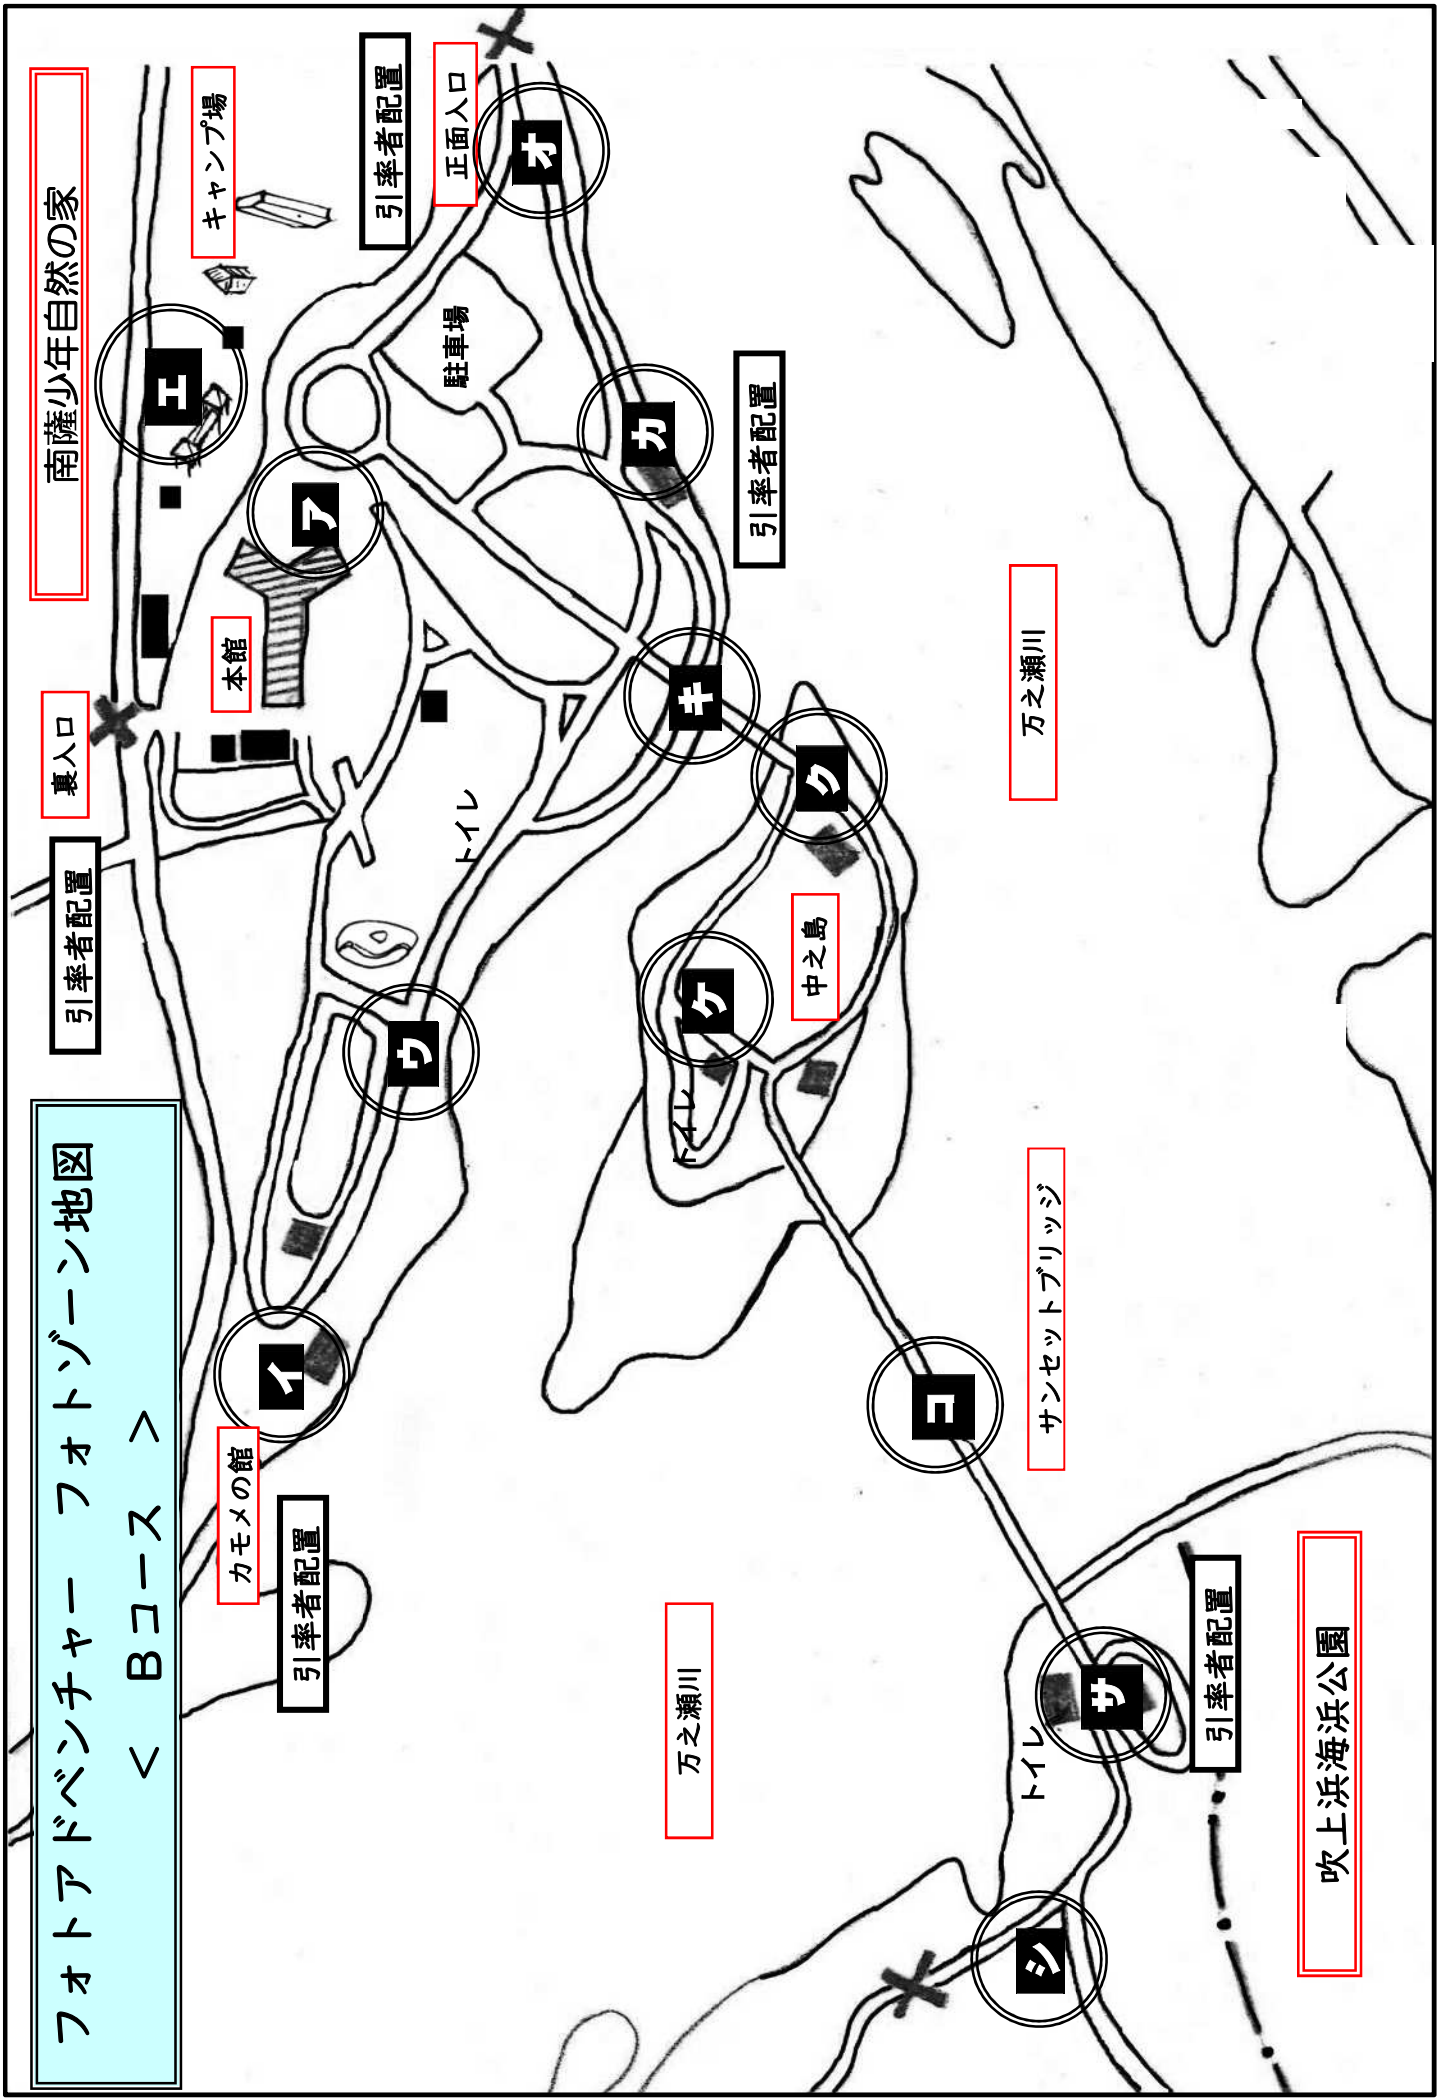 フォトアドベンチャー　フォトゾーン地図
＜　Bコース　＞
南薩少年自然の家
裏入口
キャンプ場
引率者配置
正面入口
引率者配置
本館
駐車場
エ
ア
オ
カ
引率者配置
トイレ
キ
ク
ウ
イ
カモメの館
引率者配置
ケ
中之島
トイレ
万之瀬川
コ
サンセットブリッジ
万之瀬川
トイレ
サ
シ
引率者配置
吹上浜海浜公園